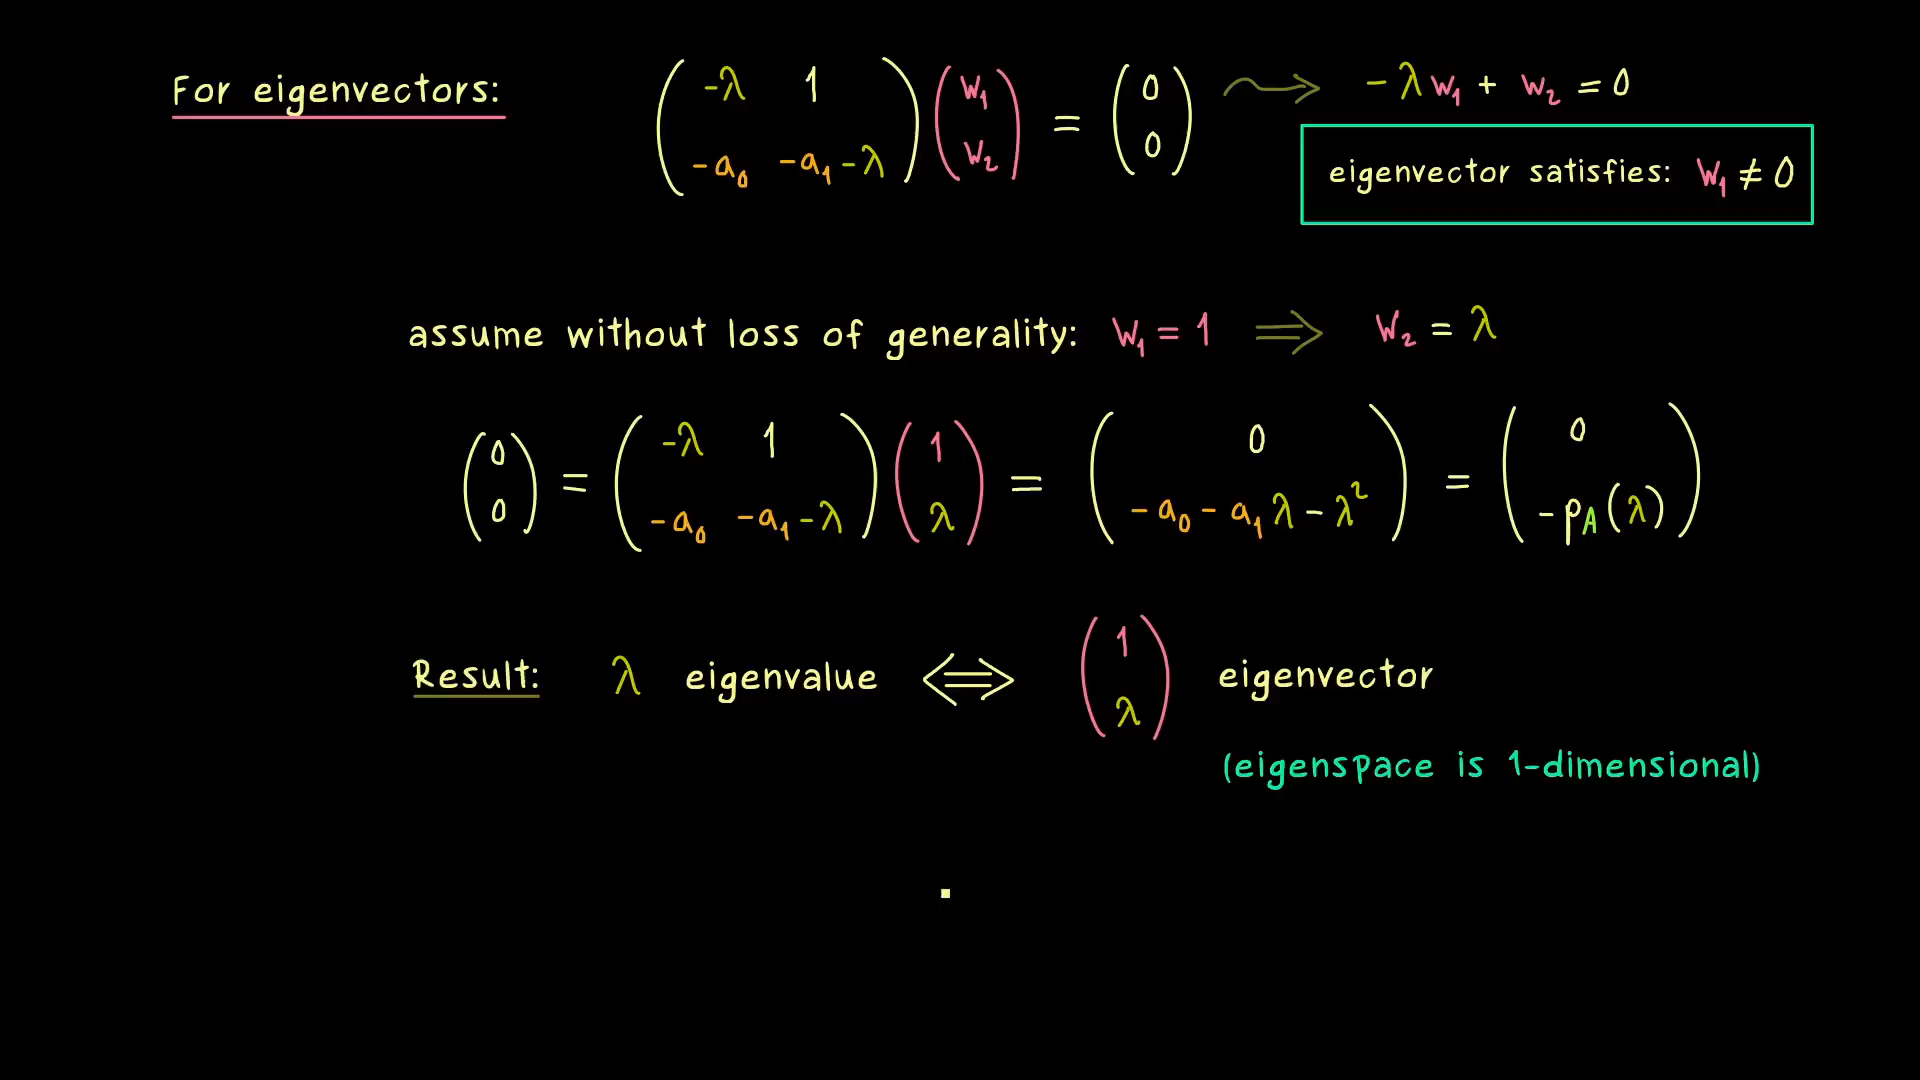 For eigenvectors: ( -λ 1 ; -a₀ -a₁-λ ) ( w₁ ; w₂ ) = ( 0 ; 0 ) ⇝ -λw₁ + w₂ = 0
eigenvector satisfies: w₁ ≠ 0
assume without loss of generality: w₁ = 1 ⟹ w₂ = λ
( 0 ; 0 ) = ( -λ 1 ; -a₀ -a₁-λ ) ( 1 ; λ ) = ( 0 ; -a₀ - a₁λ - λ² ) = ( 0 ; -p_A(λ) )
Result: λ eigenvalue ⟺ ( 1 ; λ ) eigenvector
(eigenspace is 1-dimensional)